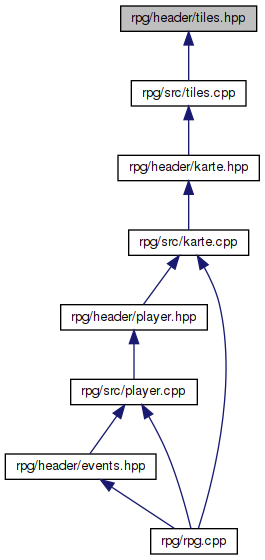 rpg/header/tiles.hpp
rpg/src/tiles.cpp
rpg/header/karte.hpp
rpg/src/karte.cpp
rpg/header/player.hpp
rpg/src/player.cpp
rpg/header/events.hpp
rpg/rpg.cpp